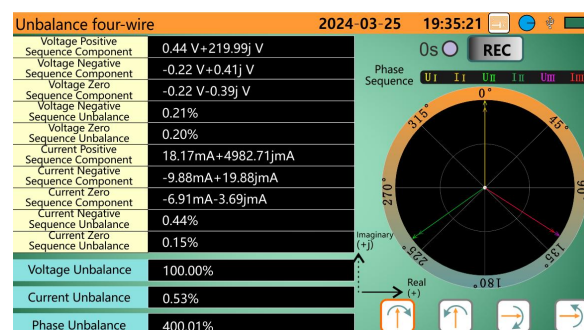 Unbalance four-wire 2024-03-25 19:35:21
0s REC
Phase Sequence UI II UII III UIII IIII
Voltage Positive Sequence Component 0.44 V+219.99j V
Voltage Negative Sequence Component -0.22 V+0.41j V
Voltage Zero Sequence Component -0.22 V-0.39j V
Voltage Negative Sequence Unbalance 0.21%
Voltage Zero Sequence Unbalance 0.20%
Current Positive Sequence Component 18.17mA+4982.71jmA
Current Negative Sequence Component -9.88mA+19.88jmA
Current Zero Sequence Component -6.91mA-3.69jmA
Current Negative Sequence Unbalance 0.44%
Current Zero Sequence Unbalance 0.15%
Voltage Unbalance 100.00%
Current Unbalance 0.53%
Phase Unbalance 400.01%
0°
45°
90
135°
180°
225°
270°
315°
Imaginary
(+j)
Real
(+)